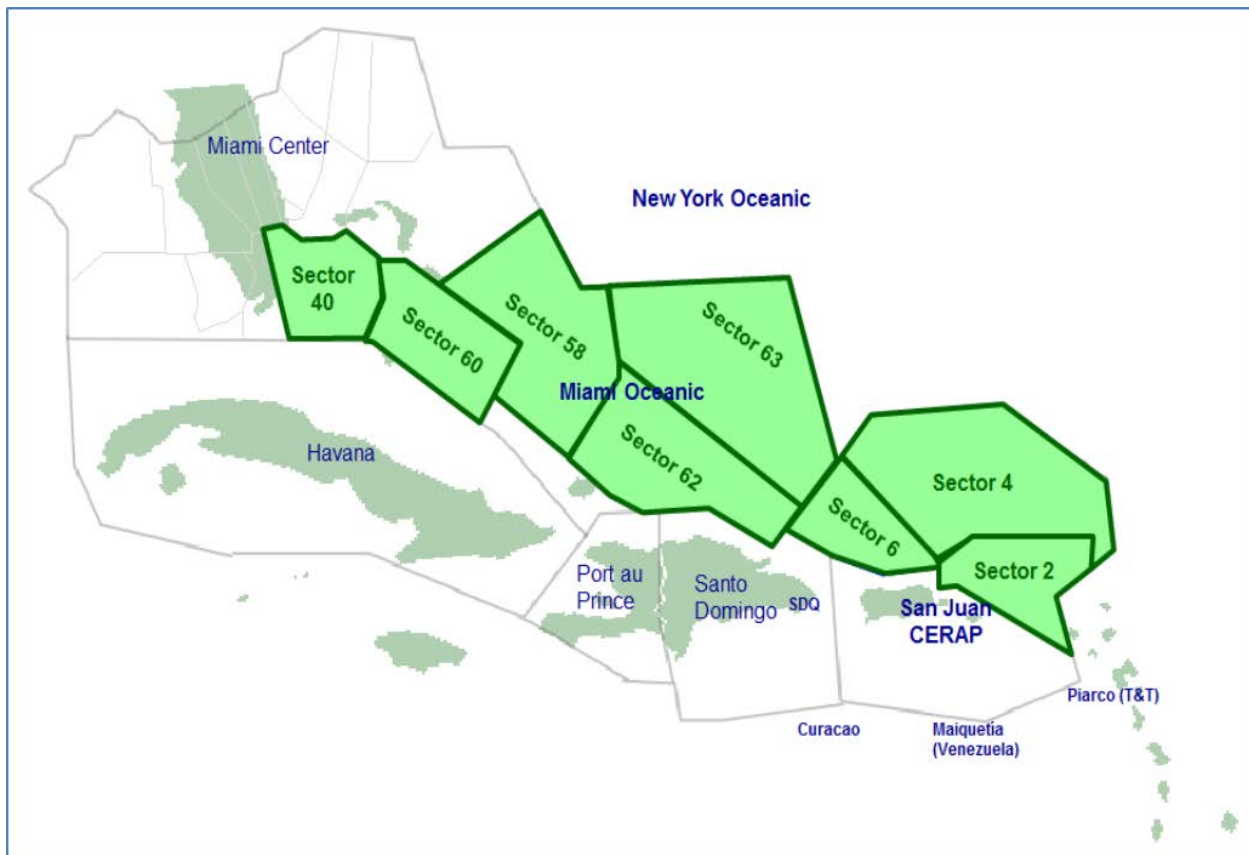 Miami Center
New York Oceanic
Sector
40
Sector 60
Sector 58
Sector 63
Miami Oceanic
Sector 62
Havana
Sector 4
Sector 6
Sector 2
Port au
Prince
Santo
Domingo
SDQ
San Juan
CERAP
Piarco (T&T)
Curacao
Maiquetia
(Venezuela)